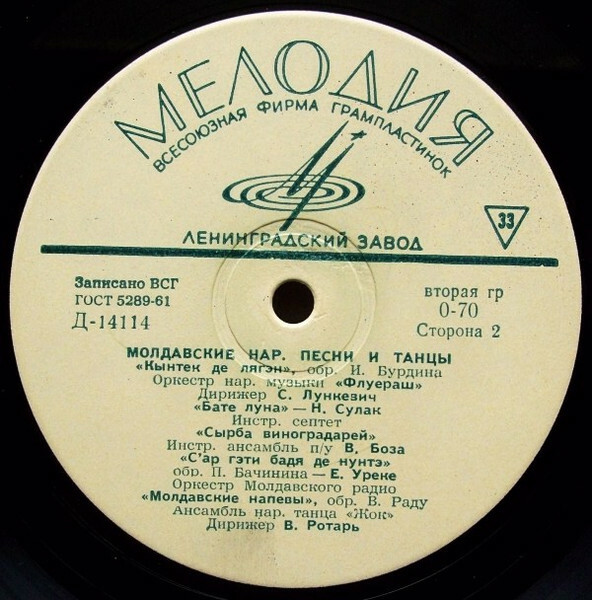 МЕЛОДИЯ
ВСЕСОЮЗНАЯ ФИРМА ГРАМПЛАСТИНОК
33
ЛЕНИНГРАДСКИЙ ЗАВОД
Записано ВСГ
ГОСТ 5289-61
Д-14114
вторая гр
0-70
Сторона 2
МОЛДАВСКИЕ НАР. ПЕСНИ И ТАНЦЫ
«Кынтек де лягэн», обр. И. Бурдина
Оркестр нар. музыки «Флуераш»
Дирижер С. Лункевич
«Бате луна» — Н. Сулак
Инстр. септет
«Сырба виноградарей»
Инстр. ансамбль п/у В. Боза
«С'ар гэти бадя де нунтэ»
обр. П. Бачинина — Е. Уреке
Оркестр Молдавского радио
«Молдавские напевы», обр. В. Раду
Ансамбль нар. танца «Жок»
Дирижер В. Ротарь